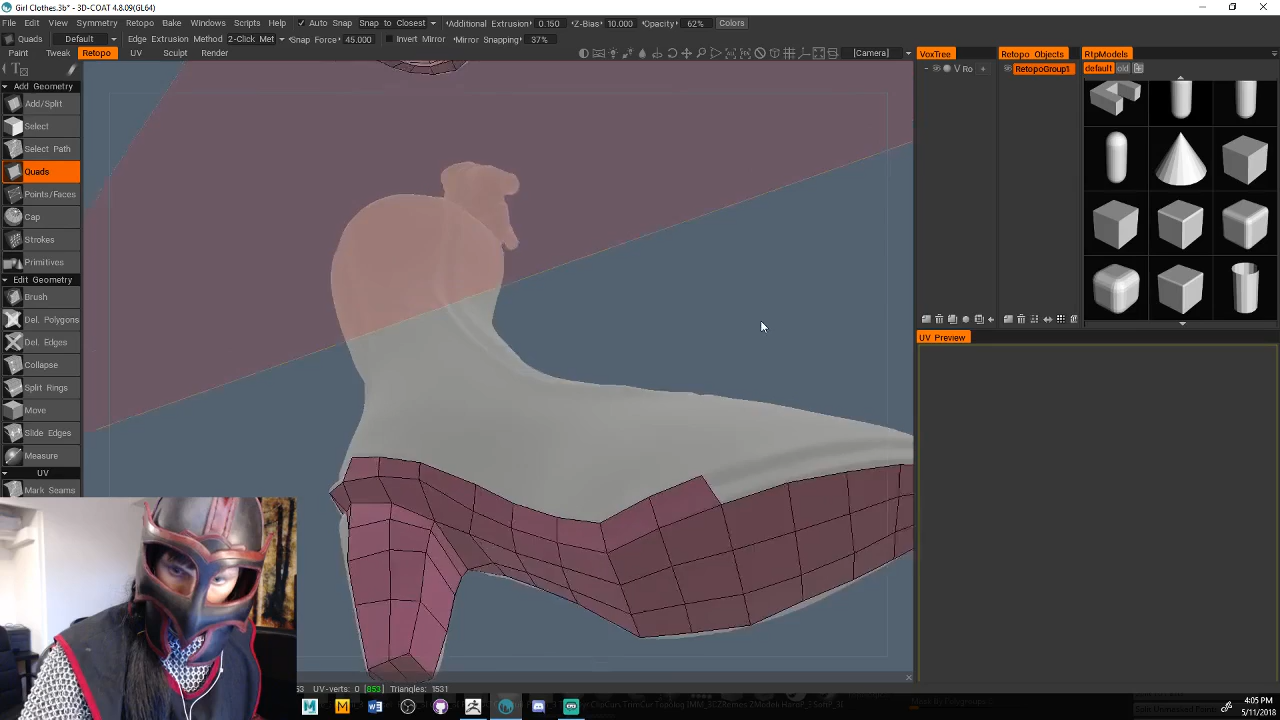 Girl Clothes.3b* - 3D-COAT 4.8.09(GL64)
File Edit View Symmetry Retopo Bake Windows Scripts Help Auto Snap Snap to Closest Additional Extrusion 0.150 Z-Bias 10.000 Opacity 62% Colors
Quads Default Edge Extrusion Method 2-Click Met Snap Force 45.000 Invert Mirror Mirror Snapping 37%
Paint Tweak Retopo UV Sculpt Render [Camera] VoxTree Retopo Objects RtpModels
V Ro + RetopoGroup1 default old
Add Geometry
Add/Split
Select
Select Path
Quads
Points/Faces
Cap
Strokes
Primitives
Edit Geometry
Brush
Del. Polygons
Del. Edges
Collapse
Split Rings
Move
Slide Edges
Measure
UV
Mark Seams
UV Preview
53 UV-verts: 0 [853] Triangles: 1531
4:05 PM
5/11/2018